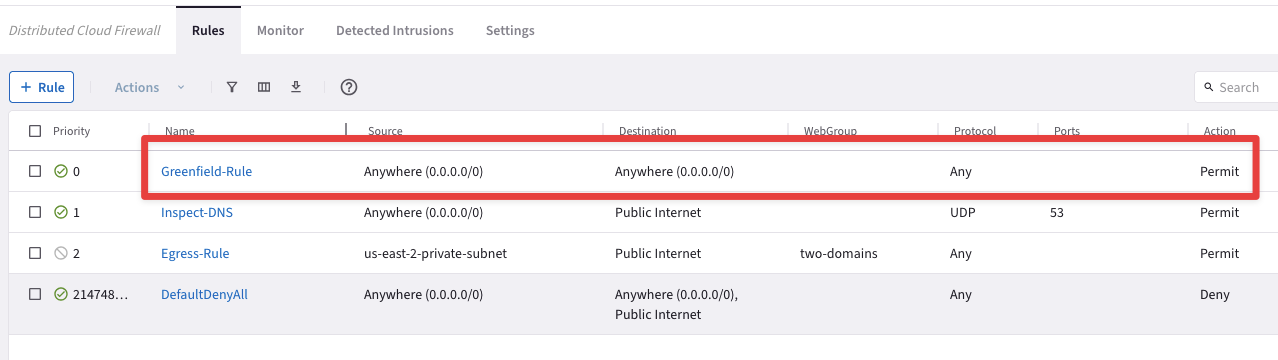 Distributed Cloud Firewall Rules Monitor Detected Intrusions Settings
+ Rule Actions Search
Priority Name Source Destination WebGroup Protocol Ports Action
0 Greenfield-Rule Anywhere (0.0.0.0/0) Anywhere (0.0.0.0/0) Any Permit
1 Inspect-DNS Anywhere (0.0.0.0/0) Public Internet UDP 53 Permit
2 Egress-Rule us-east-2-private-subnet Public Internet two-domains Any Permit
214748… DefaultDenyAll Anywhere (0.0.0.0/0) Anywhere (0.0.0.0/0), Any Deny
Public Internet